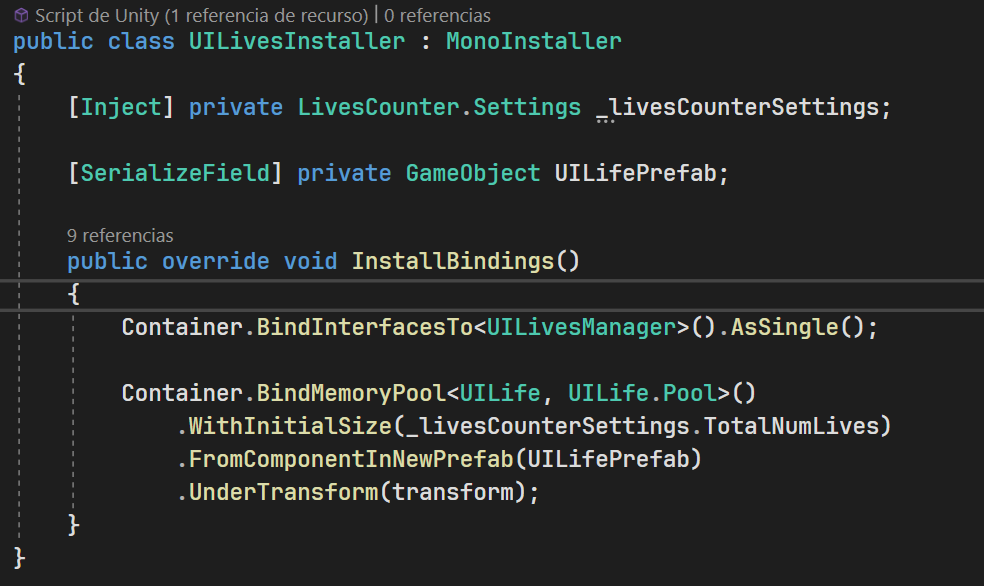 Script de Unity (1 referencia de recurso) | 0 referencias
public class UILivesInstaller : MonoInstaller
{
    [Inject] private LivesCounter.Settings _livesCounterSettings;
    [SerializeField] private GameObject UILifePrefab;
    9 referencias
    public override void InstallBindings()
    {
        Container.BindInterfacesTo<UILivesManager>().AsSingle();
        Container.BindMemoryPool<UILife, UILife.Pool>()
            .WithInitialSize(_livesCounterSettings.TotalNumLives)
            .FromComponentInNewPrefab(UILifePrefab)
            .UnderTransform(transform);
    }
}